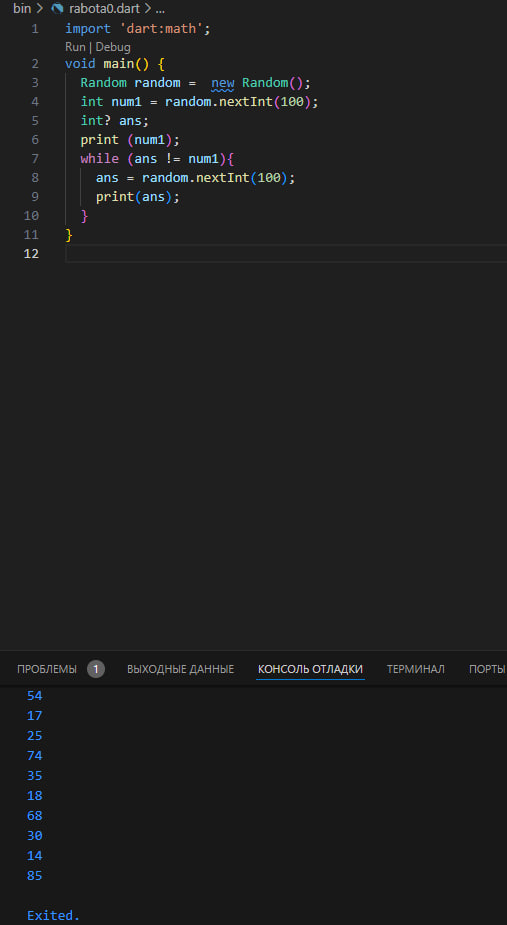 bin > rabota0.dart > ...
1 import 'dart:math';
Run | Debug
2 void main() {
3 Random random =  new Random();
4 int num1 = random.nextInt(100);
5 int? ans;
6 print (num1);
7 while (ans != num1){
8 ans = random.nextInt(100);
9 print(ans);
10 }
11 }
12
ПРОБЛЕМЫ 1 ВЫХОДНЫЕ ДАННЫЕ КОНСОЛЬ ОТЛАДКИ ТЕРМИНАЛ ПОРТЫ
54
17
25
74
35
18
68
30
14
85
Exited.